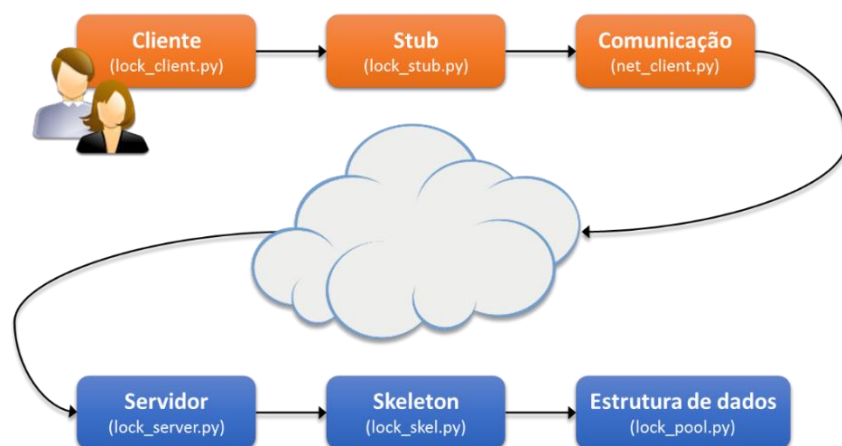 Cliente
(lock_client.py)
Stub
(lock_stub.py)
Comunicação
(net_client.py)
Servidor
(lock_server.py)
Skeleton
(lock_skel.py)
Estrutura de dados
(lock_pool.py)